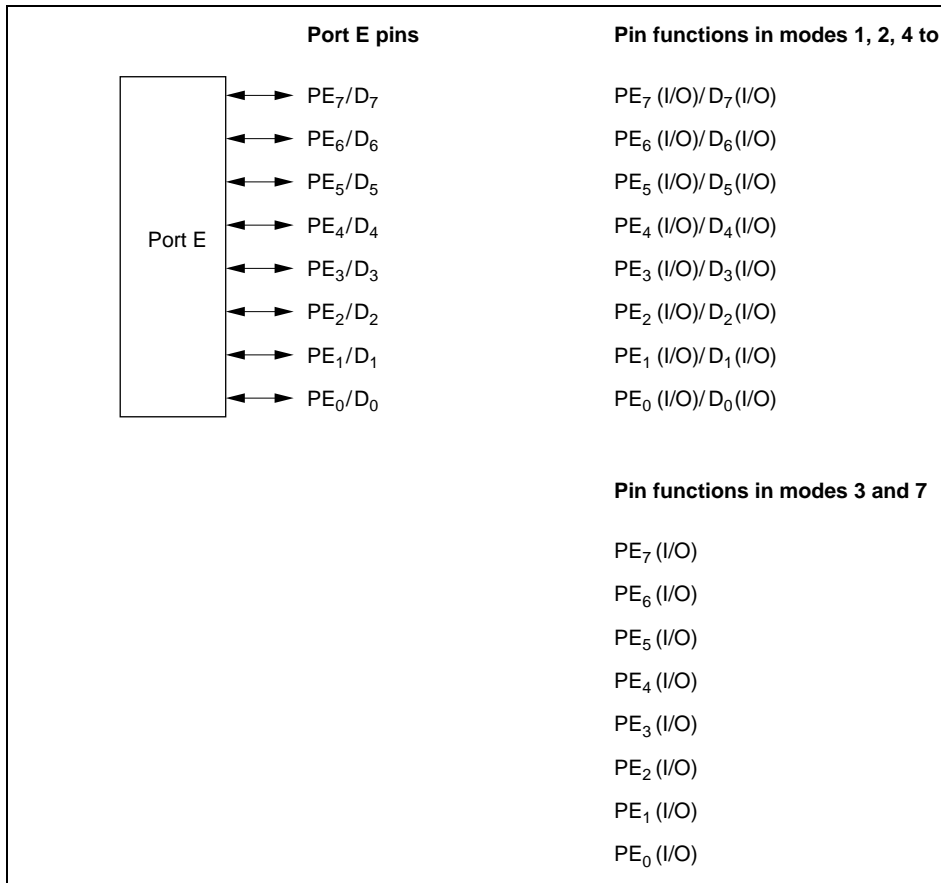 Port E pins Pin functions in modes 1, 2, 4 to
PE7/D7 PE7 (I/O)/D7(I/O)
PE6/D6 PE6 (I/O)/D6(I/O)
PE5/D5 PE5 (I/O)/D5(I/O)
Port E PE4/D4 PE4 (I/O)/D4(I/O)
PE3/D3 PE3 (I/O)/D3(I/O)
PE2/D2 PE2 (I/O)/D2(I/O)
PE1/D1 PE1 (I/O)/D1(I/O)
PE0/D0 PE0 (I/O)/D0(I/O)
Pin functions in modes 3 and 7
PE7 (I/O)
PE6 (I/O)
PE5 (I/O)
PE4 (I/O)
PE3 (I/O)
PE2 (I/O)
PE1 (I/O)
PE0 (I/O)